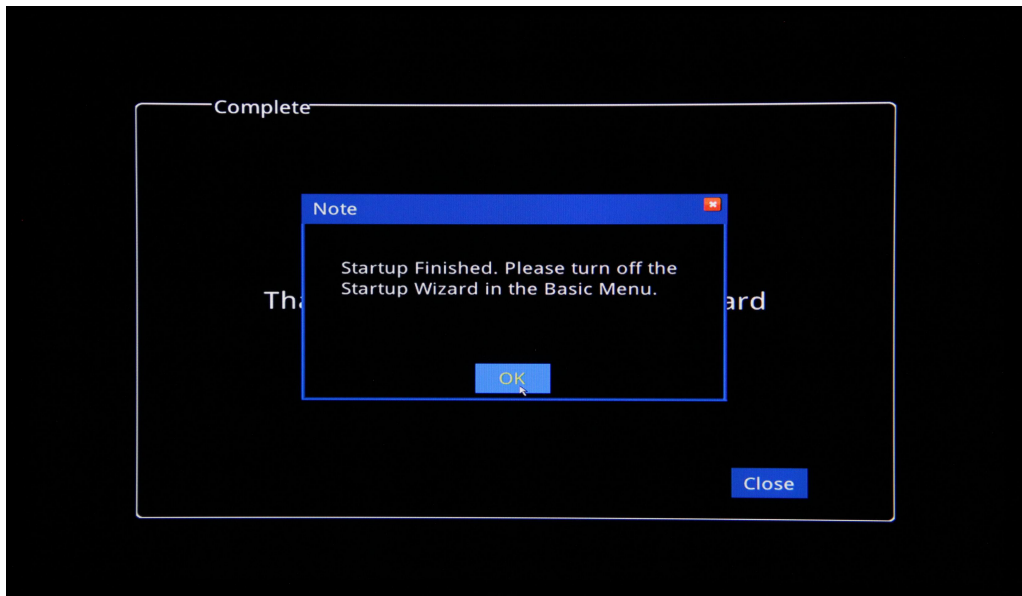 Complete
Note
Startup Finished. Please turn off the
Startup Wizard in the Basic Menu.
OK
Close